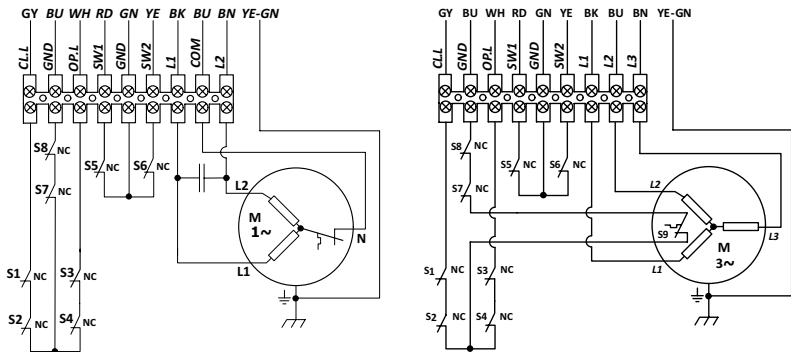 GY BU WH RD GN YE BK BU BN YE-GN
CL.L GND OP.L SW1 GND SW2 L1 COM L2
S8 NC
S7 NC
S5 NC S6 NC
L2
M
1~
N
L1
S1 NC S3 NC
S2 NC S4 NC
GY BU WH RD GN YE BK BU BN YE-GN
CL.L GND OP.L SW1 GND SW2 L1 L2 L3
S8 NC
S5 NC S6 NC
S7 NC
L2
S9
M
3~
L3
L1
S1 NC S3 NC
S2 NC S4 NC